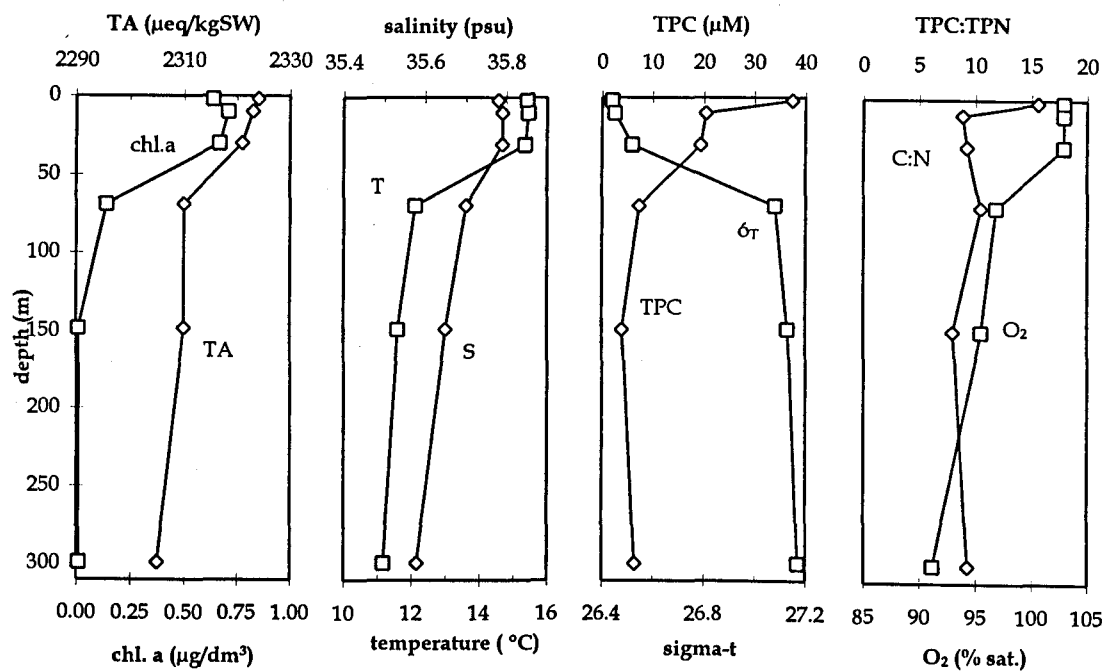 TA (µeq/kgSW)
2290 2310 2330
salinity (psu)
35.4 35.6 35.8
TPC (µM)
0 10 20 30 40
TPC:TPN
0 5 10 15 20
depth (m)
0
50
100
150
200
250
300
chl.a
TA
T
S
σT
TPC
C:N
O₂
0.00 0.25 0.50 0.75 1.00
chl. a (µg/dm³)
10 12 14 16
temperature ( °C)
26.4 26.8 27.2
sigma-t
85 90 95 100 105
O₂ (% sat.)